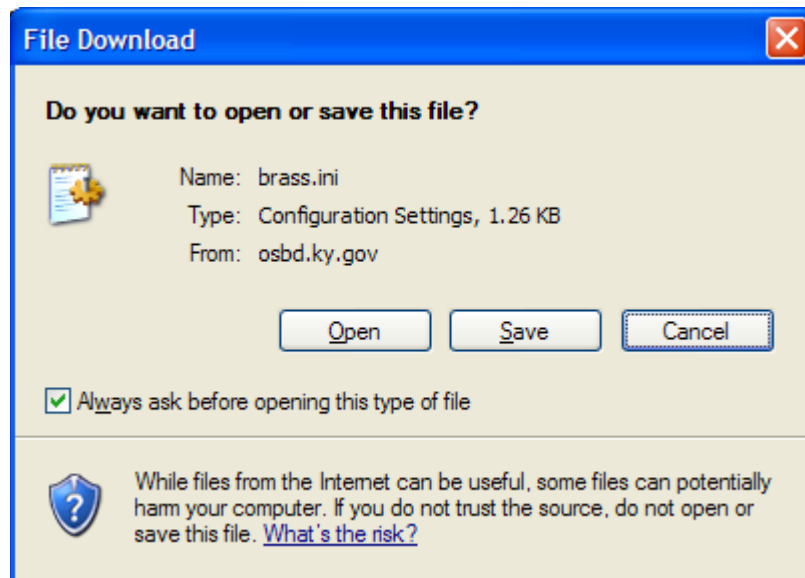 File Download
Do you want to open or save this file?
Name: brass.ini
Type: Configuration Settings, 1.26 KB
From: osbd.ky.gov
Open Save Cancel
Always ask before opening this type of file
While files from the Internet can be useful, some files can potentially
harm your computer. If you do not trust the source, do not open or
save this file. What's the risk?